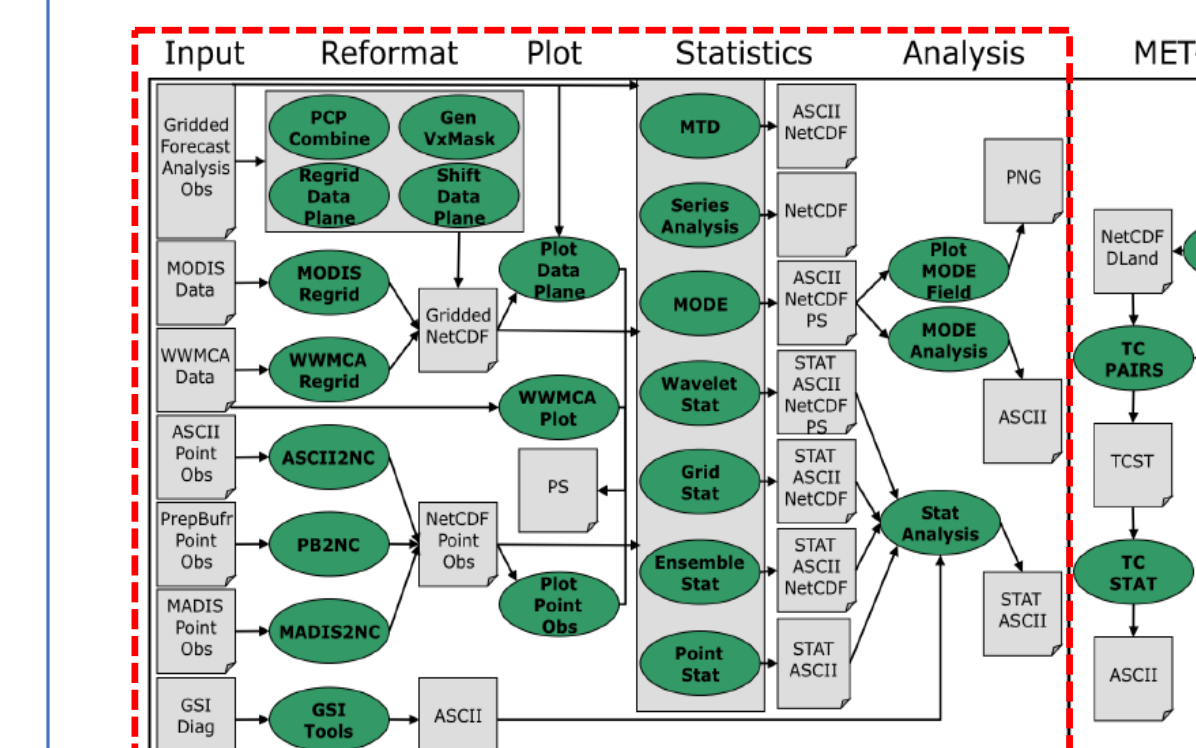 Input
Reformat
Plot
Statistics
Analysis
MET-
Gridded
Forecast
Analysis
Obs
PCP
Combine
Gen
VxMask
Regrid
Data
Plane
Shift
Data
Plane
MODIS
Data
MODIS
Regrid
WWMCA
Data
WWMCA
Regrid
Gridded
NetCDF
Plot
Data
Plane
WWMCA
Plot
PS
ASCII
Point
Obs
ASCII2NC
PrepBufr
Point
Obs
PB2NC
MADIS
Point
Obs
MADIS2NC
NetCDF
Point
Obs
Plot
Point
Obs
GSI
Diag
GSI
Tools
ASCII
MTD
ASCII
NetCDF
Series
Analysis
NetCDF
MODE
ASCII
NetCDF
PS
Wavelet
Stat
STAT
ASCII
NetCDF
PS
Grid
Stat
STAT
ASCII
NetCDF
Ensemble
Stat
STAT
ASCII
NetCDF
Point
Stat
STAT
ASCII
Plot
MODE
Field
MODE
Analysis
PNG
ASCII
Stat
Analysis
STAT
ASCII
NetCDF
DLand
TC
PAIRS
TCST
TC
STAT
ASCII